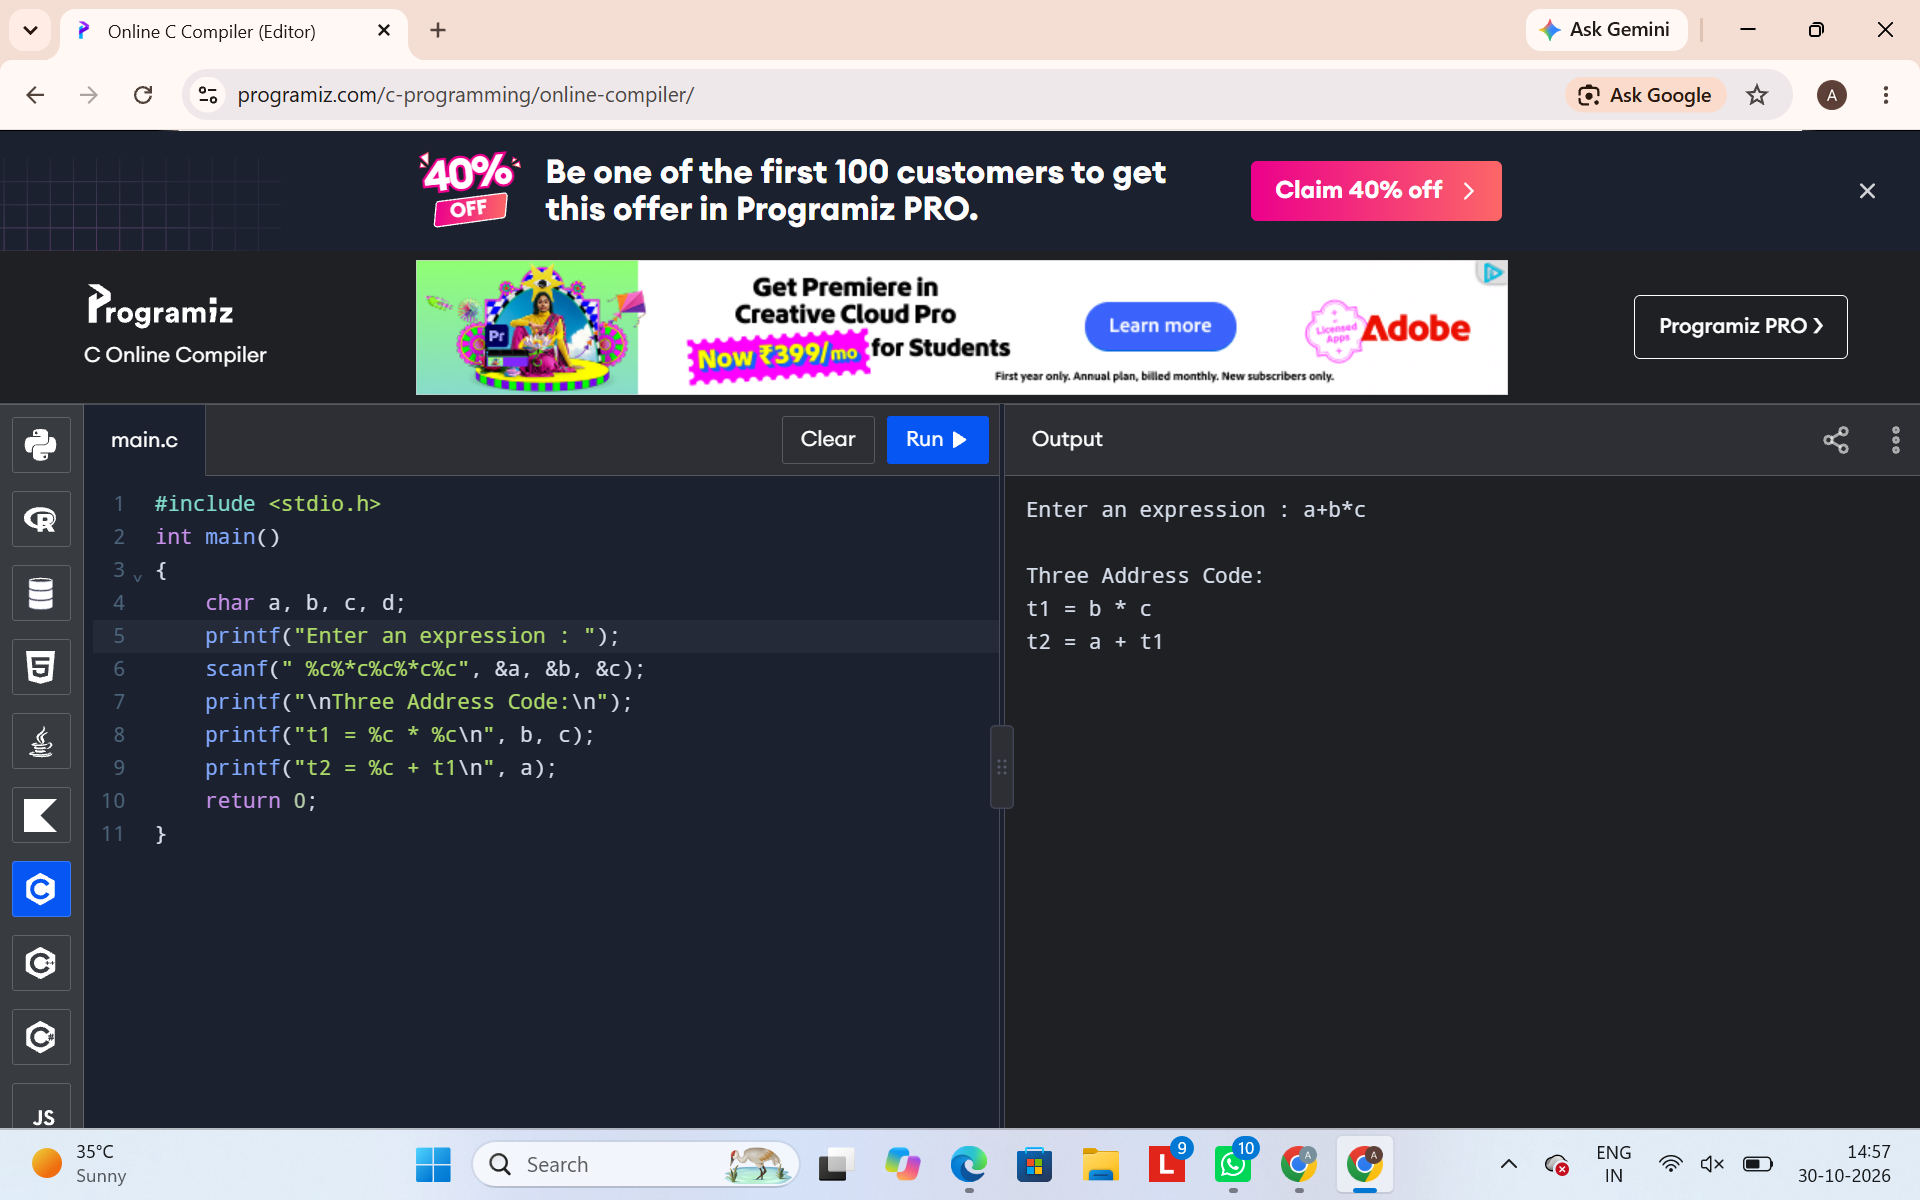 Online C Compiler (Editor)
Ask Gemini
programiz.com/c-programming/online-compiler/
Ask Google
A
40%
OFF
Be one of the first 100 customers to get
this offer in Programiz PRO.
Claim 40% off
Programiz
C Online Compiler
Pr
Get Premiere in
Creative Cloud Pro
Now ₹399/mo for Students
Learn more
Licensed
Apps
Adobe
First year only. Annual plan, billed monthly. New subscribers only.
Programiz PRO
main.c
Clear
Run
Output
1 #include <stdio.h>
2 int main()
3 {
4 char a, b, c, d;
5 printf("Enter an expression : ");
6 scanf(" %c%*c%c%*c%c", &a, &b, &c);
7 printf("\nThree Address Code:\n");
8 printf("t1 = %c * %c\n", b, c);
9 printf("t2 = %c + t1\n", a);
10 return 0;
11 }
Enter an expression : a+b*c
Three Address Code:
t1 = b * c
t2 = a + t1
R
5
C
C
C
JS
35°C
Sunny
Search
L
9
10
A
A
ENG
IN
14:57
30-10-2026